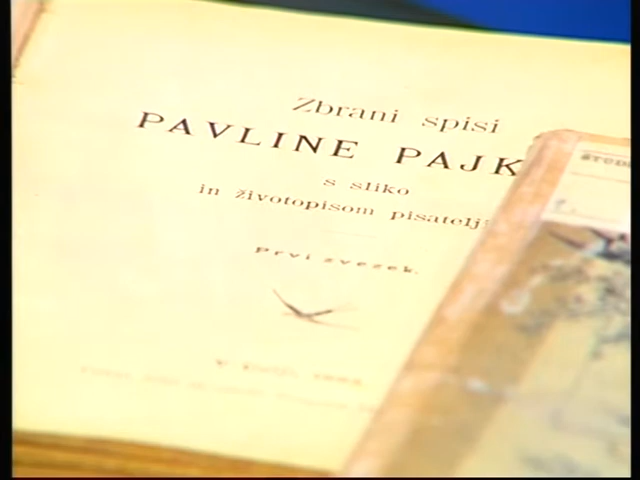 Zbrani spisi
PAVLINE PAJK
s sliko
in životopisom pisatelj
Prvi zvezek.